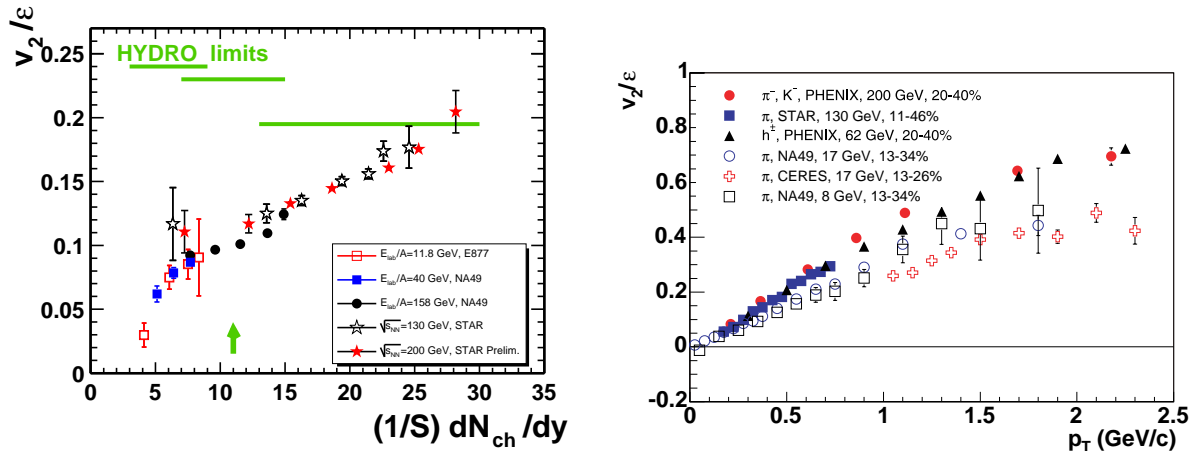 v2/ε
HYDRO limits
0.25
0.2
0.15
0.1
0.05
0
0 5 10 15 20 25 30 35
(1/S) dNch/dy
Elab/A=11.8 GeV, E877
Elab/A=40 GeV, NA49
Elab/A=158 GeV, NA49
√sNN=130 GeV, STAR
√sNN=200 GeV, STAR Prelim.
v2/ε
1
0.8
0.6
0.4
0.2
0
-0.2
0 0.5 1 1.5 2 2.5
pT (GeV/c)
π-, K-, PHENIX, 200 GeV, 20-40%
π, STAR, 130 GeV, 11-46%
h±, PHENIX, 62 GeV, 20-40%
π, NA49, 17 GeV, 13-34%
π, CERES, 17 GeV, 13-26%
π, NA49, 8 GeV, 13-34%